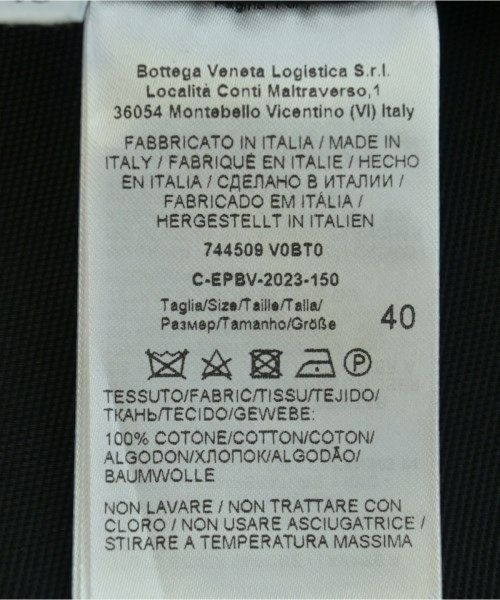 Bottega Veneta Logistica S.r.l.
Località Conti Maltraverso,1
36054 Montebello Vicentino (VI) Italy
FABBRICATO IN ITALIA / MADE IN
ITALY / FABRIQUÉ EN ITALIE / HECHO
EN ITALIA / СДЕЛАНО В ИТАЛИИ /
FABRICADO EM ITÁLIA /
HERGESTELLT IN ITALIEN
744509 V0BT0
C-EPBV-2023-150
Taglia/Size/Taille/Talla/
Размер/Tamanho/Größe 40
P
TESSUTO/FABRIC/TISSU/TEJIDO/
ТКАНЬ/TECIDO/GEWEBE:
100% COTONE/COTTON/COTON/
ALGODON/ХЛОПОК/ALGODÃO/
BAUMWOLLE
NON LAVARE / NON TRATTARE CON
CLORO / NON USARE ASCIUGATRICE /
STIRARE A TEMPERATURA MASSIMA